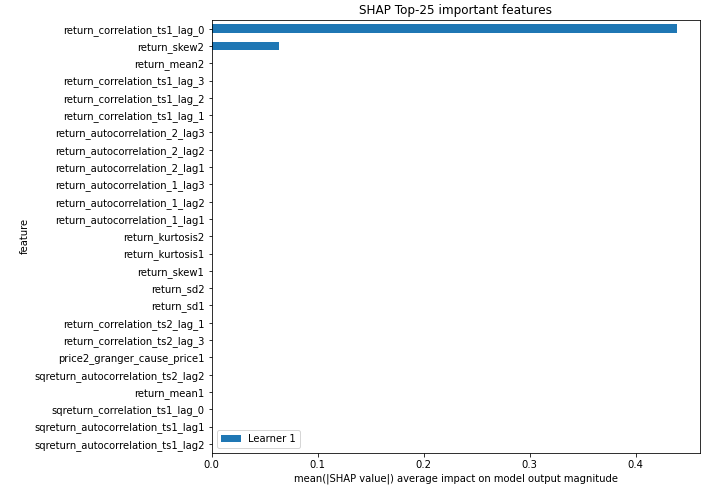 SHAP Top-25 important features
return_correlation_ts1_lag_0
return_skew2
return_mean2
return_correlation_ts1_lag_3
return_correlation_ts1_lag_2
return_correlation_ts1_lag_1
return_autocorrelation_2_lag3
return_autocorrelation_2_lag2
return_autocorrelation_2_lag1
return_autocorrelation_1_lag3
return_autocorrelation_1_lag2
return_autocorrelation_1_lag1
return_kurtosis2
return_kurtosis1
return_skew1
return_sd2
return_sd1
return_correlation_ts2_lag_1
return_correlation_ts2_lag_3
price2_granger_cause_price1
sqreturn_autocorrelation_ts2_lag2
return_mean1
sqreturn_correlation_ts1_lag_0
sqreturn_autocorrelation_ts1_lag1
sqreturn_autocorrelation_ts1_lag2
feature
Learner 1
0.0 0.1 0.2 0.3 0.4
mean(|SHAP value|) average impact on model output magnitude